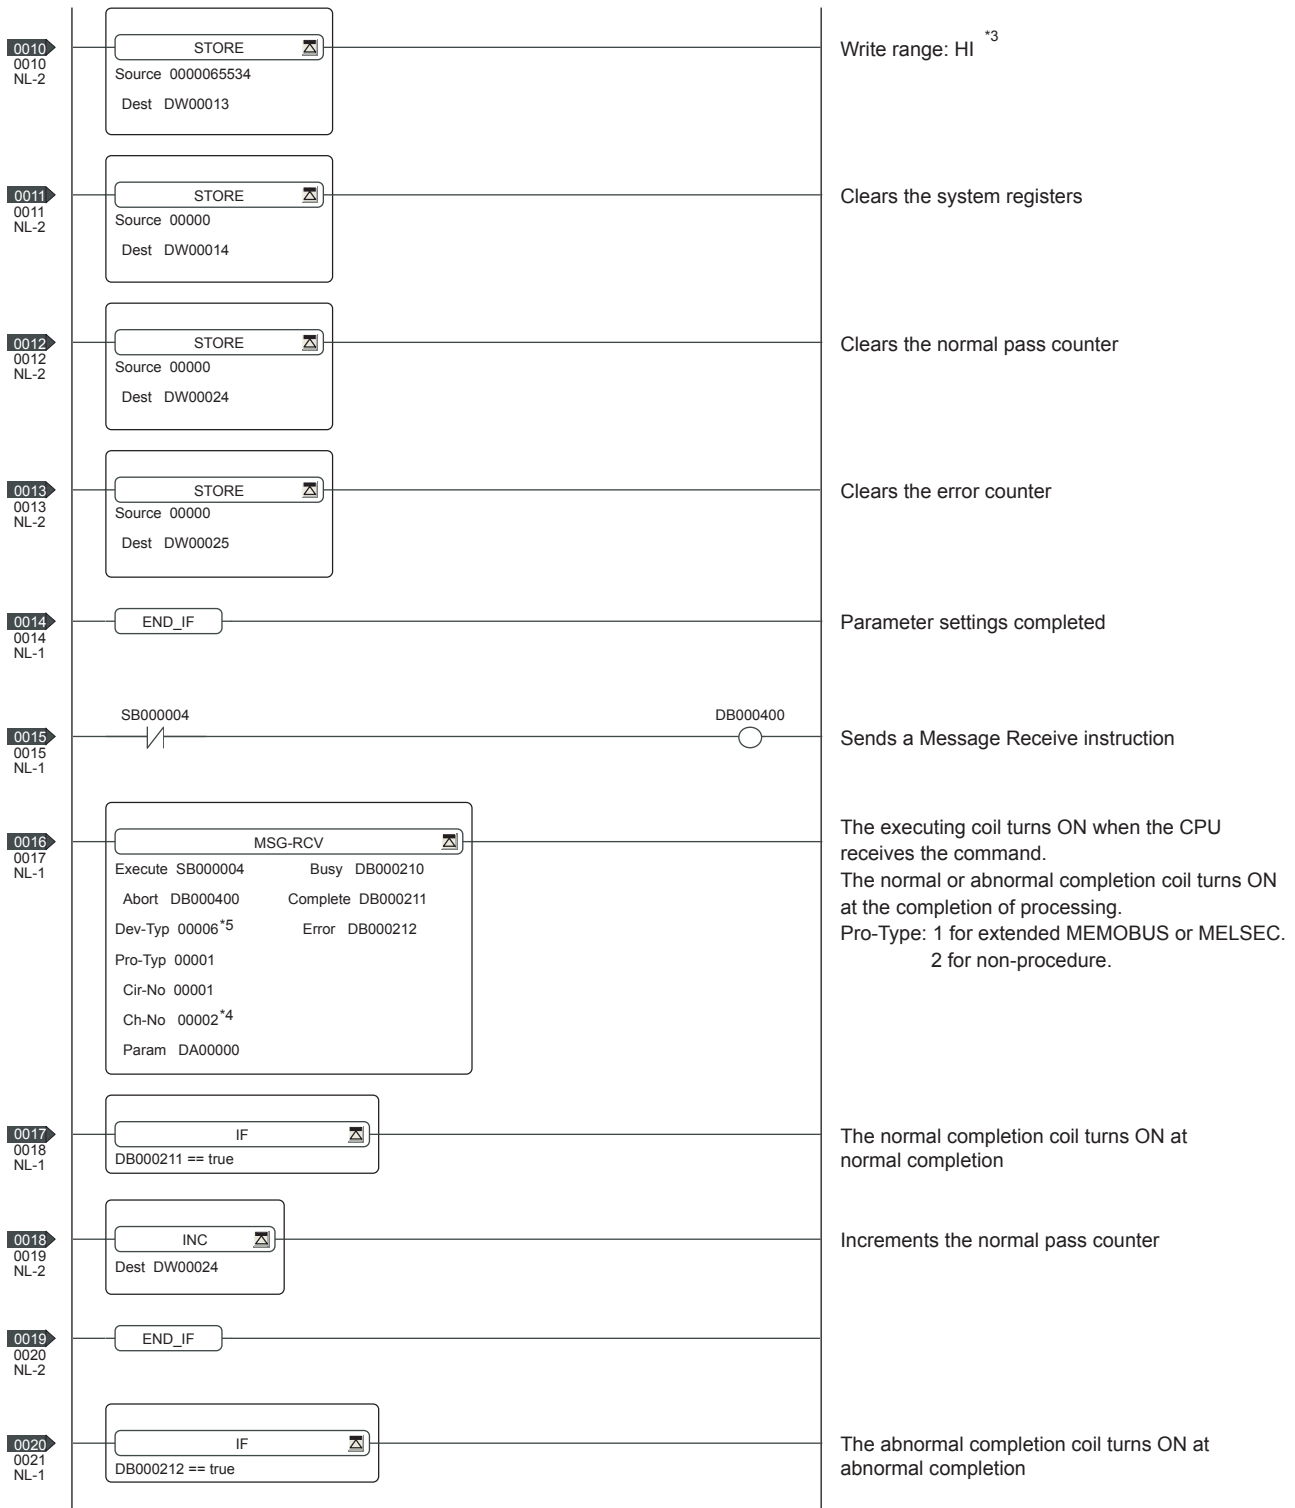 0010
0010
NL-2
STORE
Source 0000065534
Dest DW00013
Write range: HI *3
0011
0011
NL-2
STORE
Source 00000
Dest DW00014
Clears the system registers
0012
0012
NL-2
STORE
Source 00000
Dest DW00024
Clears the normal pass counter
0013
0013
NL-2
STORE
Source 00000
Dest DW00025
Clears the error counter
0014
0014
NL-1
END_IF
Parameter settings completed
0015
0015
NL-1
SB000004
DB000400
Sends a Message Receive instruction
0016
0017
NL-1
MSG-RCV
Execute SB000004 Busy DB000210
Abort DB000400 Complete DB000211
Dev-Typ 00006*5 Error DB000212
Pro-Typ 00001
Cir-No 00001
Ch-No 00002*4
Param DA00000
The executing coil turns ON when the CPU
receives the command.
The normal or abnormal completion coil turns ON
at the completion of processing.
Pro-Type: 1 for extended MEMOBUS or MELSEC.
2 for non-procedure.
0017
0018
NL-1
IF
DB000211 == true
The normal completion coil turns ON at
normal completion
0018
0019
NL-2
INC
Dest DW00024
Increments the normal pass counter
0019
0020
NL-2
END_IF
0020
0021
NL-1
IF
DB000212 == true
The abnormal completion coil turns ON at
abnormal completion